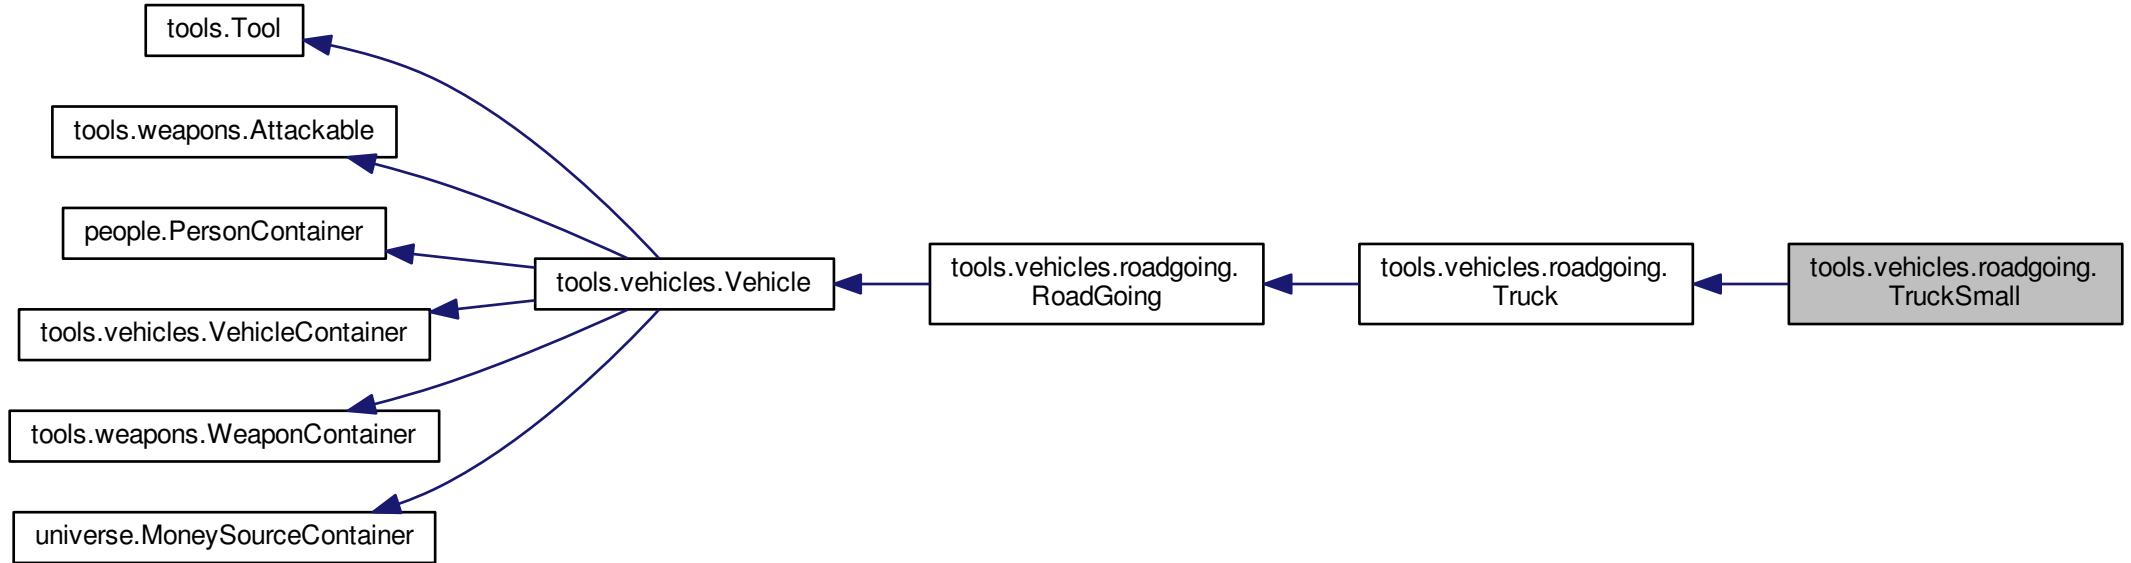 tools.Tool
tools.weapons.Attackable
people.PersonContainer
tools.vehicles.VehicleContainer
tools.weapons.WeaponContainer
universe.MoneySourceContainer
tools.vehicles.Vehicle
tools.vehicles.roadgoing.
RoadGoing
tools.vehicles.roadgoing.
Truck
tools.vehicles.roadgoing.
TruckSmall